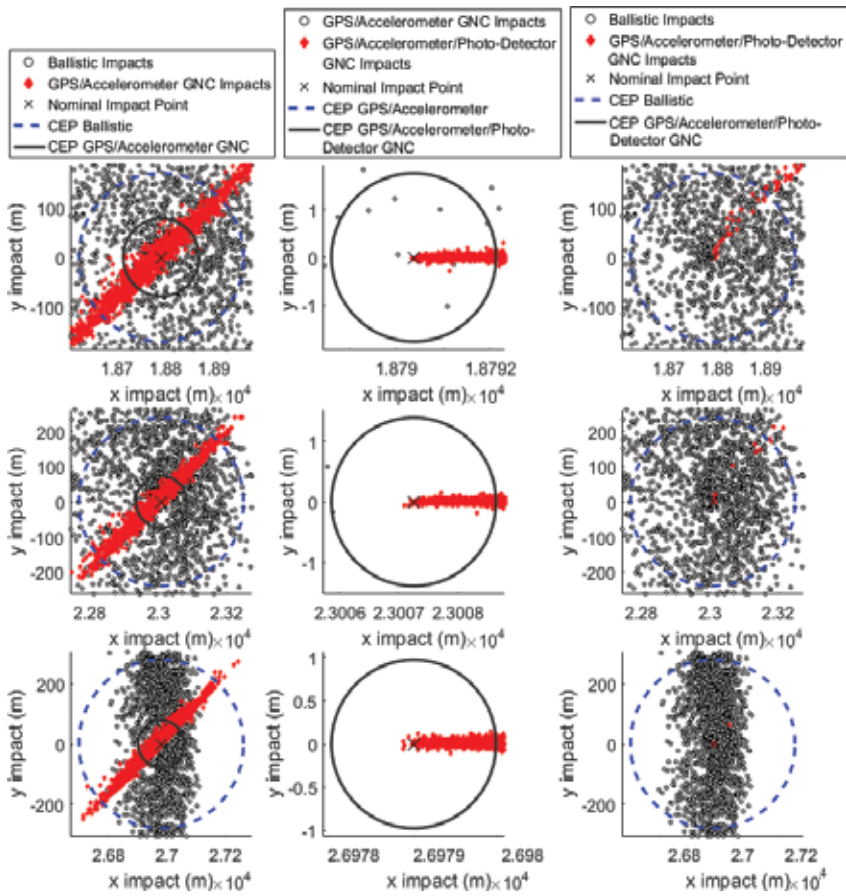 Ballistic Impacts
GPS/Accelerometer GNC Impacts
Nominal Impact Point
CEP Ballistic
CEP GPS/Accelerometer GNC
GPS/Accelerometer GNC Impacts
GPS/Accelerometer/Photo-Detector
GNC Impacts
Nominal Impact Point
CEP GPS/Accelerometer
CEP GPS/Accelerometer/Photo-
Detector GNC
Ballistic Impacts
GPS/Accelerometer/Photo-Detector
GNC Impacts
Nominal Impact Point
CEP Ballistic
CEP GPS/Accelerometer/Photo-
Detector GNC
y impact (m)
100
0
-100
1.87 1.88 1.89
x impact (m) ×10⁴
y impact (m)
1
0
-1
1.879 1.8792
x impact (m) ×10⁴
y impact (m)
100
0
-100
1.87 1.88 1.89
x impact (m) ×10⁴
y impact (m)
200
100
0
-100
-200
2.28 2.3 2.32
x impact (m) ×10⁴
y impact (m)
1
0
-1
2.3006 2.3007 2.3008
x impact (m) ×10⁴
y impact (m)
200
100
0
-100
-200
2.28 2.3 2.32
x impact (m) ×10⁴
y impact (m)
200
0
-200
2.68 2.7 2.72
x impact (m) ×10⁴
y impact (m)
1
0.5
0
-0.5
-1
2.6978 2.6979 2.698
x impact (m) ×10⁴
y impact (m)
200
0
-200
2.68 2.7 2.72
x impact (m) ×10⁴